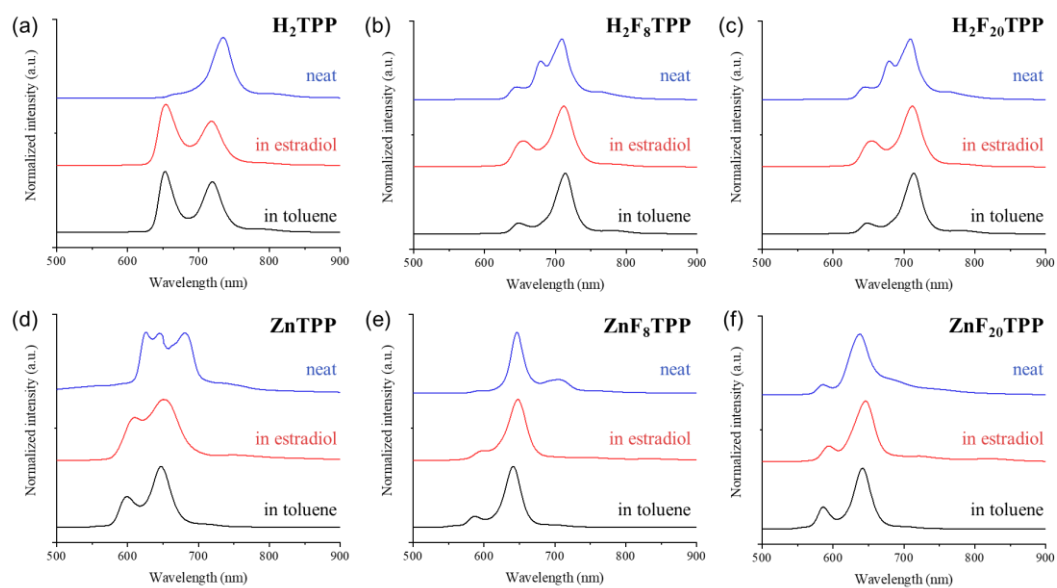 (a)
H₂TPP
neat
in estradiol
in toluene
Normalized intensity (a.u.)
500 600 700 800 900
Wavelength (nm)
(b)
H₂F₈TPP
neat
in estradiol
in toluene
Normalized intensity (a.u.)
500 600 700 800 900
Wavelength (nm)
(c)
H₂F₂₀TPP
neat
in estradiol
in toluene
Normalized intensity (a.u.)
500 600 700 800 900
Wavelength (nm)
(d)
ZnTPP
neat
in estradiol
in toluene
Normalized intensity (a.u.)
500 600 700 800 900
Wavelength (nm)
(e)
ZnF₈TPP
neat
in estradiol
in toluene
Normalized intensity (a.u.)
500 600 700 800 900
Wavelength (nm)
(f)
ZnF₂₀TPP
neat
in estradiol
in toluene
Normalized intensity (a.u.)
500 600 700 800 900
Wavelength (nm)